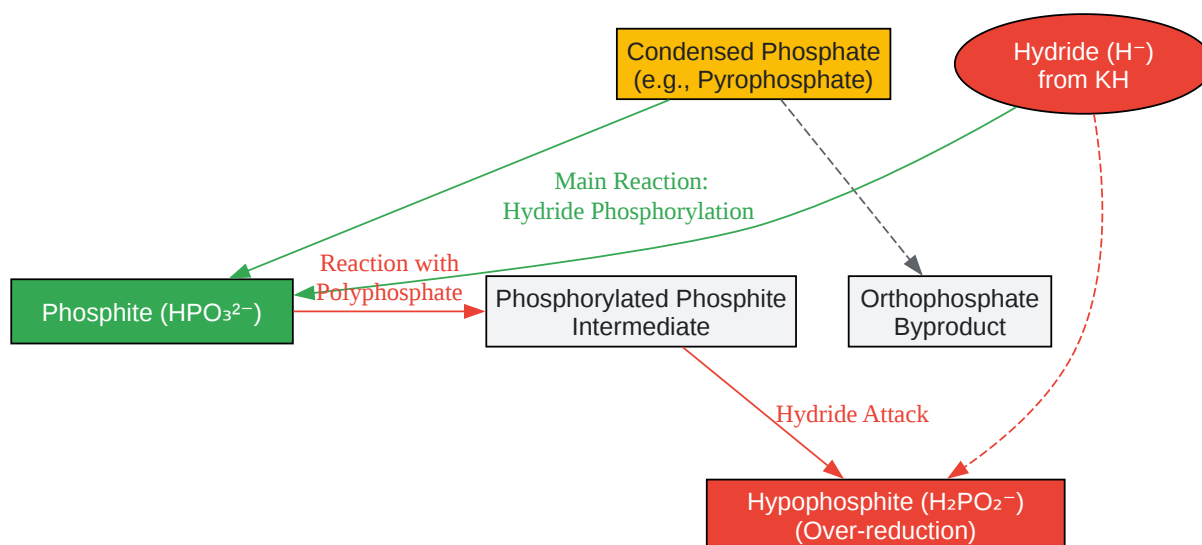 Condensed Phosphate
(e.g., Pyrophosphate)
Hydride (H⁻)
from KH
Main Reaction:
Hydride Phosphorylation
Phosphite (HPO₃²⁻)
Reaction with
Polyphosphate
Phosphorylated Phosphite
Intermediate
Orthophosphate
Byproduct
Hydride Attack
Hypophosphite (H₂PO₂⁻)
(Over-reduction)